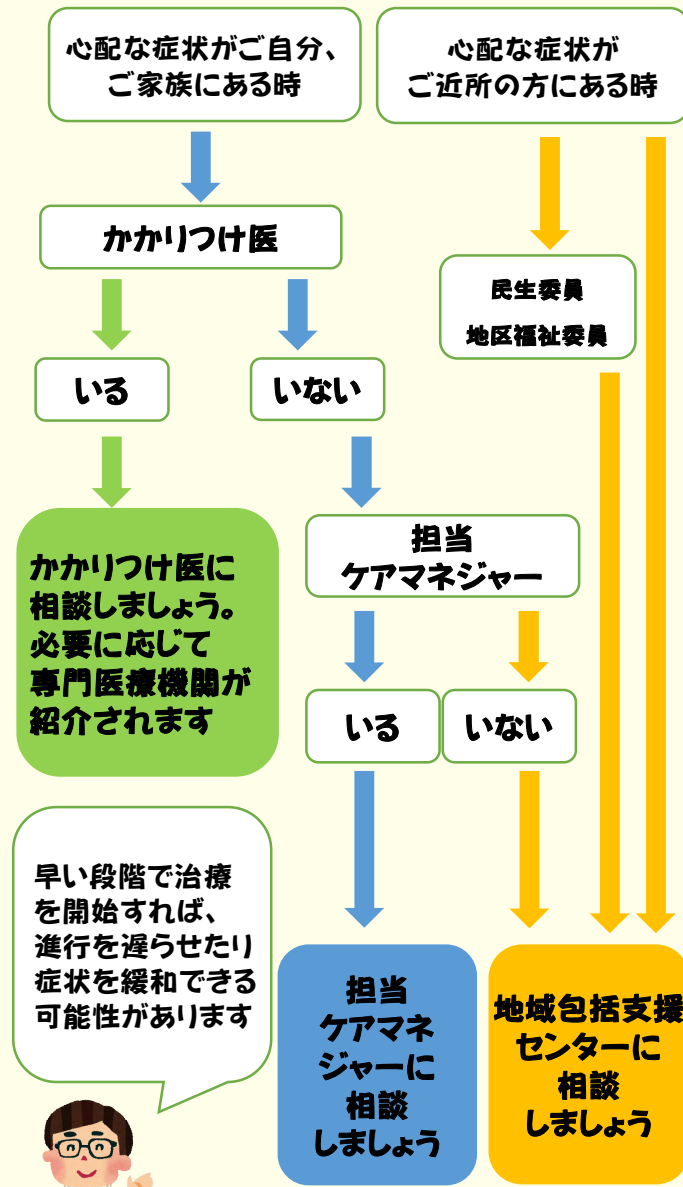 心配な症状がご自分、
ご家族にある時
心配な症状が
ご近所の方にある時
かかりつけ医
民生委員
地区福祉委員
いる
いない
担当
ケアマネジャー
かかりつけ医に
相談しましょう。
必要に応じて
専門医療機関が
紹介されます
いる
いない
早い段階で治療
を開始すれば、
進行を遅らせたり
症状を緩和できる
可能性があります
担当
ケアマネ
ジャーに
相談
しましょう
地域包括支援
センターに
相談
しましょう